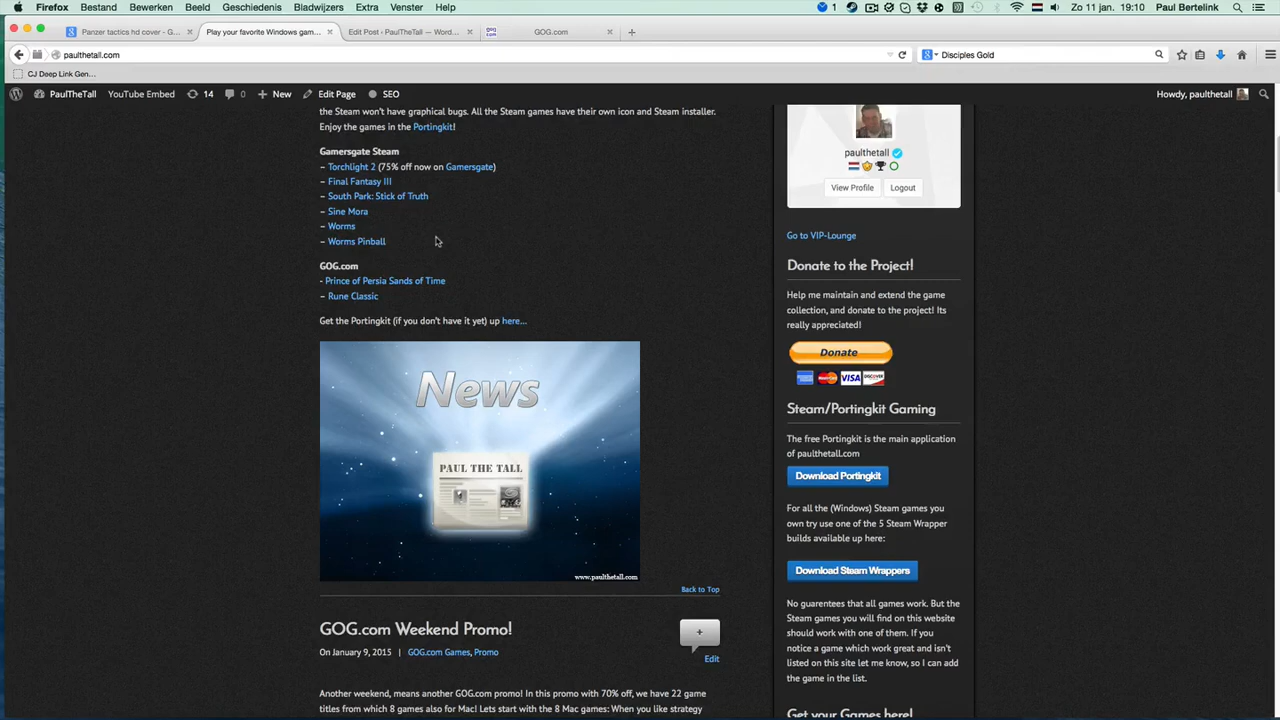 Firefox Bestand Bewerken Beeld Geschiedenis Bladwijzers Extra Venster Help 1 Zo 11 jan. 19:10 Paul Bertelink
Panzer tactics hd cover - G... × Play your favorite Windows gam... × Edit Post ‹ PaulTheTall — Word... × GOG.com × +
paulthetall.com Disciples Gold
CJ Deep Link Gen...
PaulTheTall YouTube Embed 14 0 + New Edit Page SEO Howdy, paulthetall
the Steam won't have graphical bugs. All the Steam games have their own icon and Steam installer.
Enjoy the games in the Portingkit!
Gamersgate Steam
– Torchlight 2 (75% off now on Gamersgate)
– Final Fantasy III
– South Park: Stick of Truth
– Sine Mora
– Worms
– Worms Pinball
GOG.com
- Prince of Persia Sands of Time
– Rune Classic
Get the Portingkit (if you don't have it yet) up here...
News
PAUL THE TALL
www.paulthetall.com
Back to Top
GOG.com Weekend Promo!
+
On January 9, 2015 | GOG.com Games, Promo
Edit
Another weekend, means another GOG.com promo! In this promo with 70% off, we have 22 game
titles from which 8 games also for Mac! Lets start with the 8 Mac games: When you like strategy
paulthetall
View Profile Logout
Go to VIP-Lounge
Donate to the Project!
Help me maintain and extend the game
collection, and donate to the project! Its
really appreciated!
Donate
VISA DISCOVER
Steam/Portingkit Gaming
The free Portingkit is the main application
of paulthetall.com
Download Portingkit
For all the (Windows) Steam games you
own try use one of the 5 Steam Wrapper
builds available up here:
Download Steam Wrappers
No guarentees that all games work. But the
Steam games you will find on this website
should work with one of them. If you
notice a game which work great and isn't
listed on this site let me know, so I can add
the game in the list.
Get your Games here!